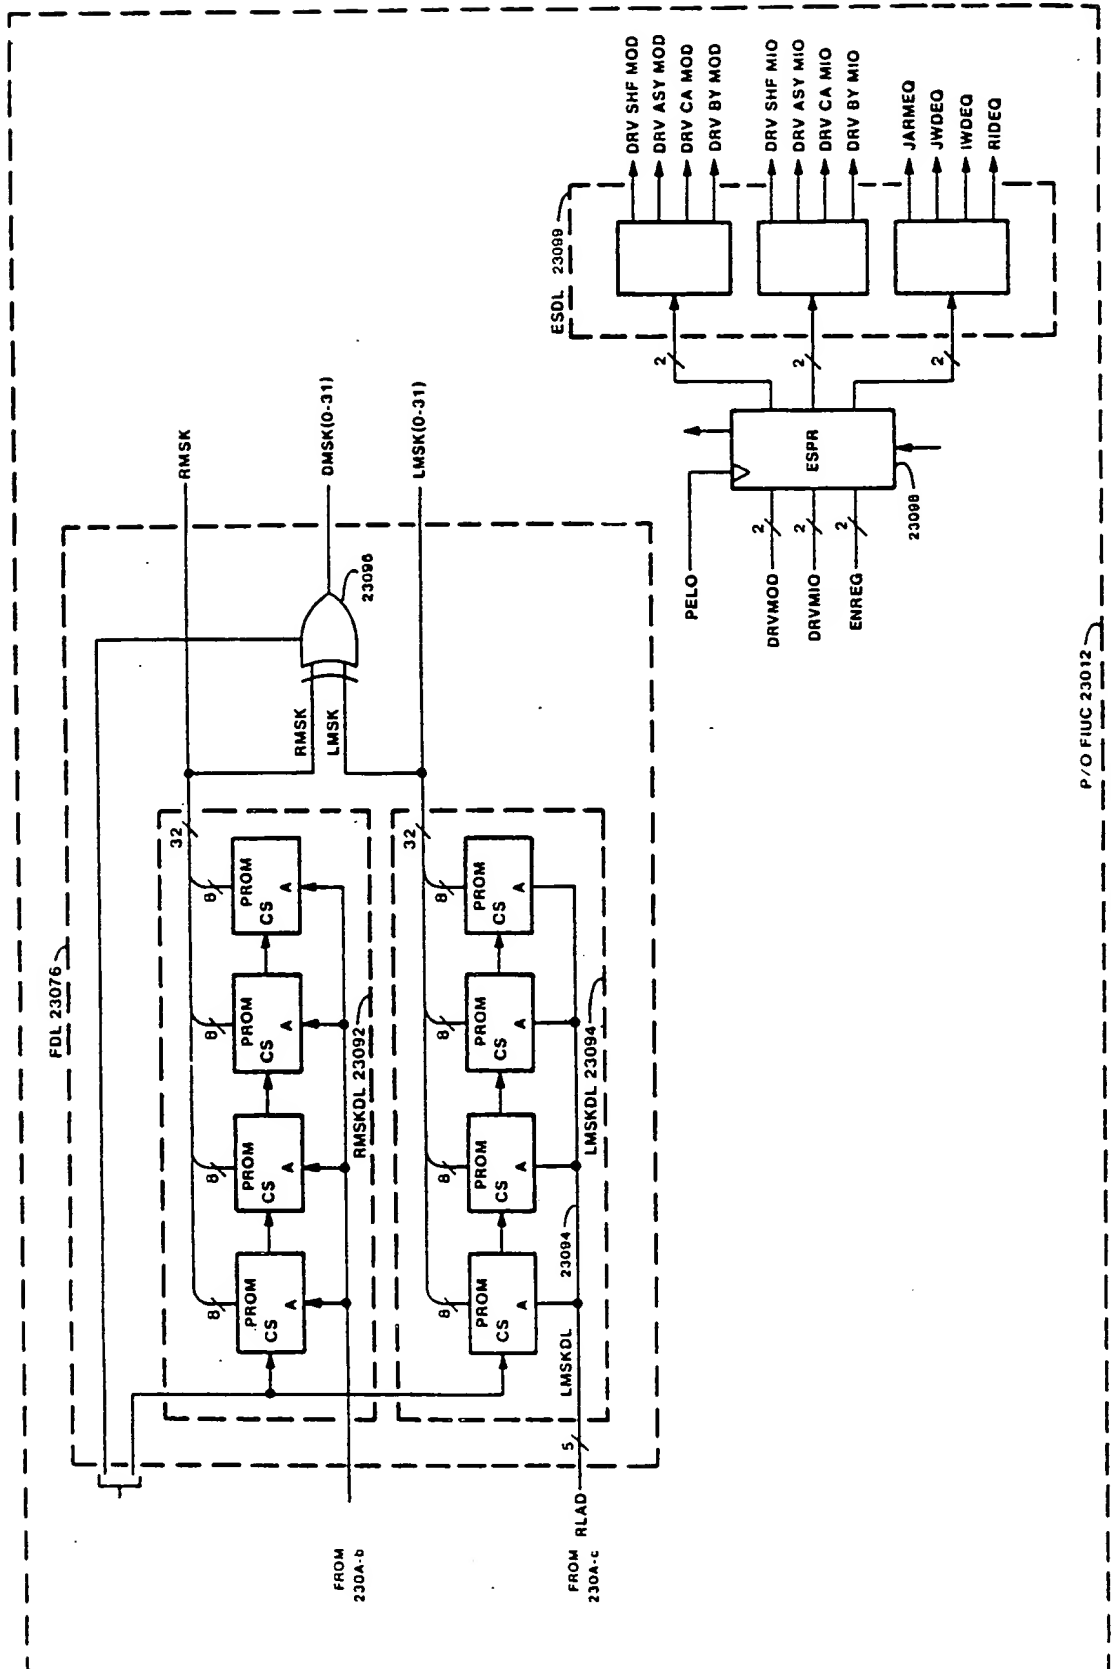 FDL 23076
RMSK
DMSK(0-31)
LMSK(0-31)
23096
RMSK
LMSK
32
8
PROM
CS
A
8
PROM
CS
A
8
PROM
CS
A
8
PROM
CS
A
RMSKDL 23092
32
8
PROM
CS
A
8
PROM
CS
A
8
PROM
CS
A
8
PROM
CS
A
LMSKDL 23094
23094
LMSKDL
5
FROM
230A-b
RLAD
FROM
230A-c
ESDL 23099
DRV SHF MOD
DRV ASY MOD
DRV CA MOD
DRV BY MOD
DRV SHF MIO
DRV ASY MIO
DRV CA MIO
DRV BY MIO
JARMEQ
JWDEQ
IWDEQ
RIDEQ
2
2
2
ESPR
23098
PELO
2
DRVMOD
2
DRVMIO
2
ENREG
P/O FIUC 23012